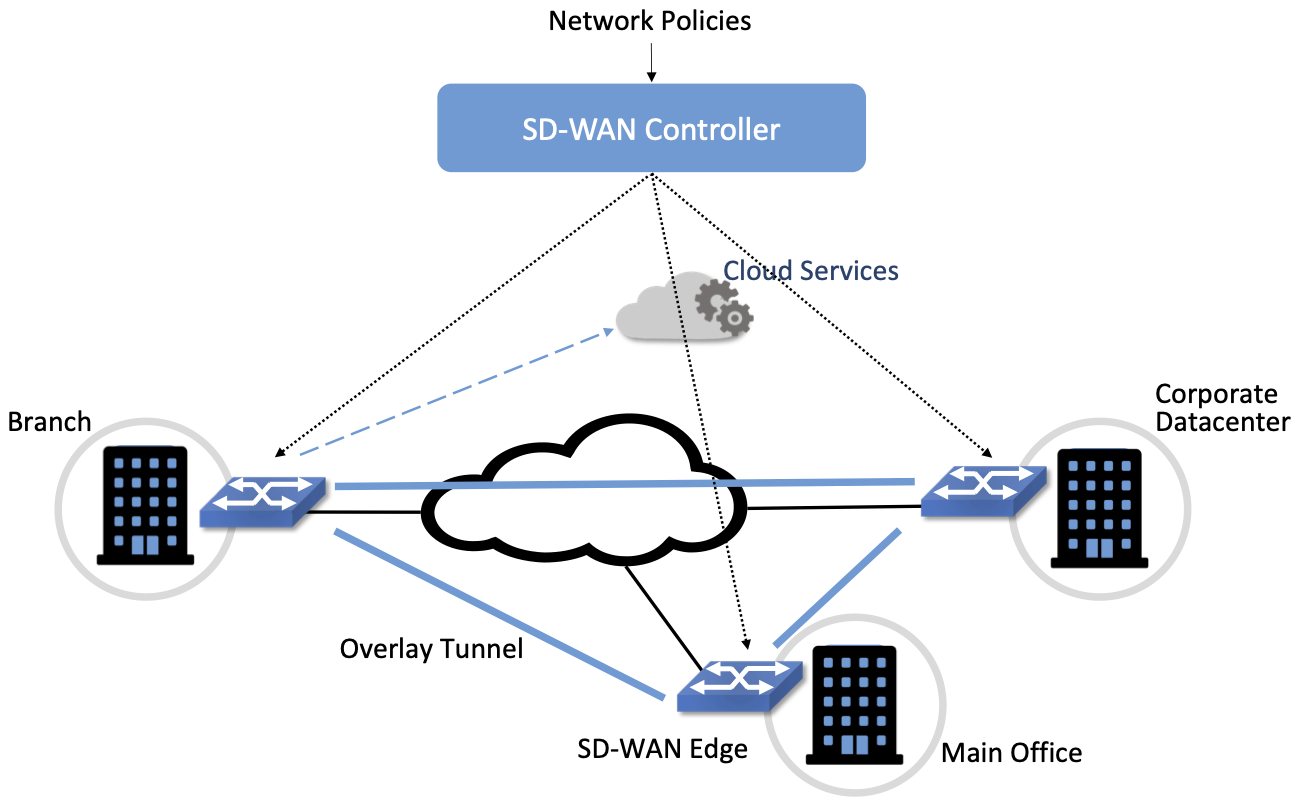 Network Policies
SD-WAN Controller
Cloud Services
Branch
Corporate
Datacenter
Overlay Tunnel
SD-WAN Edge
Main Office